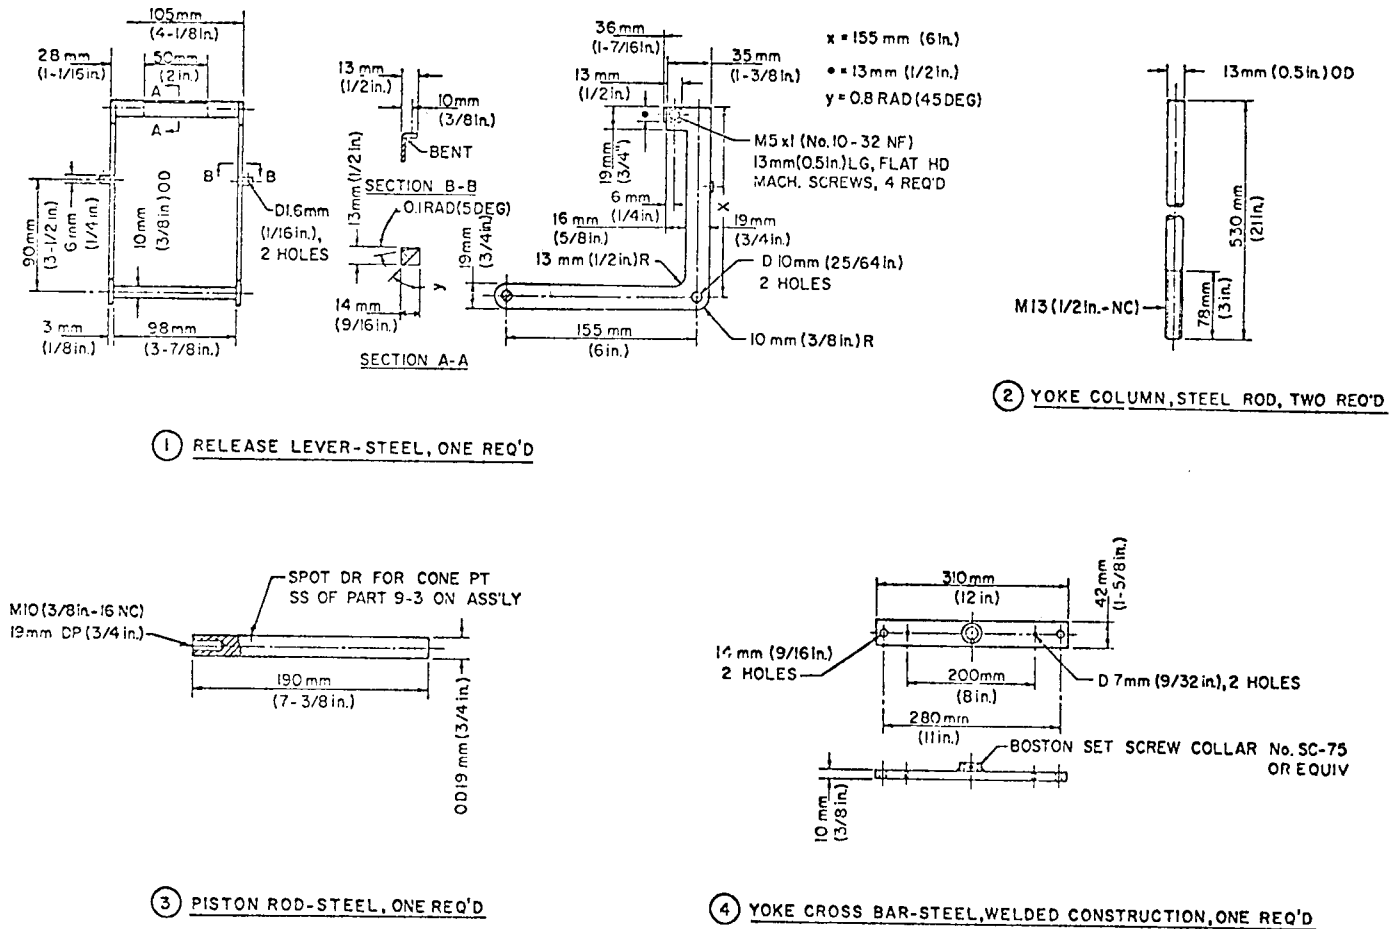 105mm
(4-1/8in.)
28mm
(1-1/16in.)
50mm
(2in.)
A
A
B
B
90mm
(3-1/2in.)
6mm
(1/4in.)
10mm
(3/8in.) OD
D1.6mm
(1/16in.),
2 HOLES
3mm
(1/8in.)
98mm
(3-7/8in.)
13mm
(1/2in.)
10mm
(3/8in.)
BENT
SECTION B-B
0.1RAD(5DEG)
13mm(1/2in.)
14mm
(9/16in.)
y
SECTION A-A
36mm
(1-7/16in.)
35mm
(1-3/8in.)
13mm
(1/2in.)
x = 155mm (6in.)
• = 13mm (1/2in.)
y = 0.8 RAD (45DEG)
M5x1 (No.10-32 NF)
13mm(0.5in.)LG, FLAT HD
MACH. SCREWS, 4 REQ'D
19mm
(3/4")
6mm
(1/4in.)
x
16mm
(5/8in.)
19mm
(3/4in.)
19mm
(3/4in.)
13mm(1/2in.)R
D 10mm (25/64in.)
2 HOLES
155mm
(6in.)
10mm (3/8in.)R
1 RELEASE LEVER-STEEL, ONE REQ'D
13mm (0.5in.) OD
530mm
(21in.)
M13 (1/2in.-NC)
78mm
(3in.)
2 YOKE COLUMN, STEEL ROD, TWO REQ'D
SPOT DR FOR CONE PT
SS OF PART 9-3 ON ASS'LY
M10 (3/8in-16 NC)
19mm DP (3/4in.)
190mm
(7-3/8in.)
OD19mm(3/4in.)
3 PISTON ROD-STEEL, ONE REQ'D
310mm
(12in)
42mm
(1-5/8in.)
14mm (9/16in.)
2 HOLES
200mm
(8in.)
D 7mm (9/32in.), 2 HOLES
280mm
(11in.)
BOSTON SET SCREW COLLAR No. SC-75
OR EQUIV
10mm
(3/8in.)
4 YOKE CROSS BAR-STEEL, WELDED CONSTRUCTION, ONE REQ'D